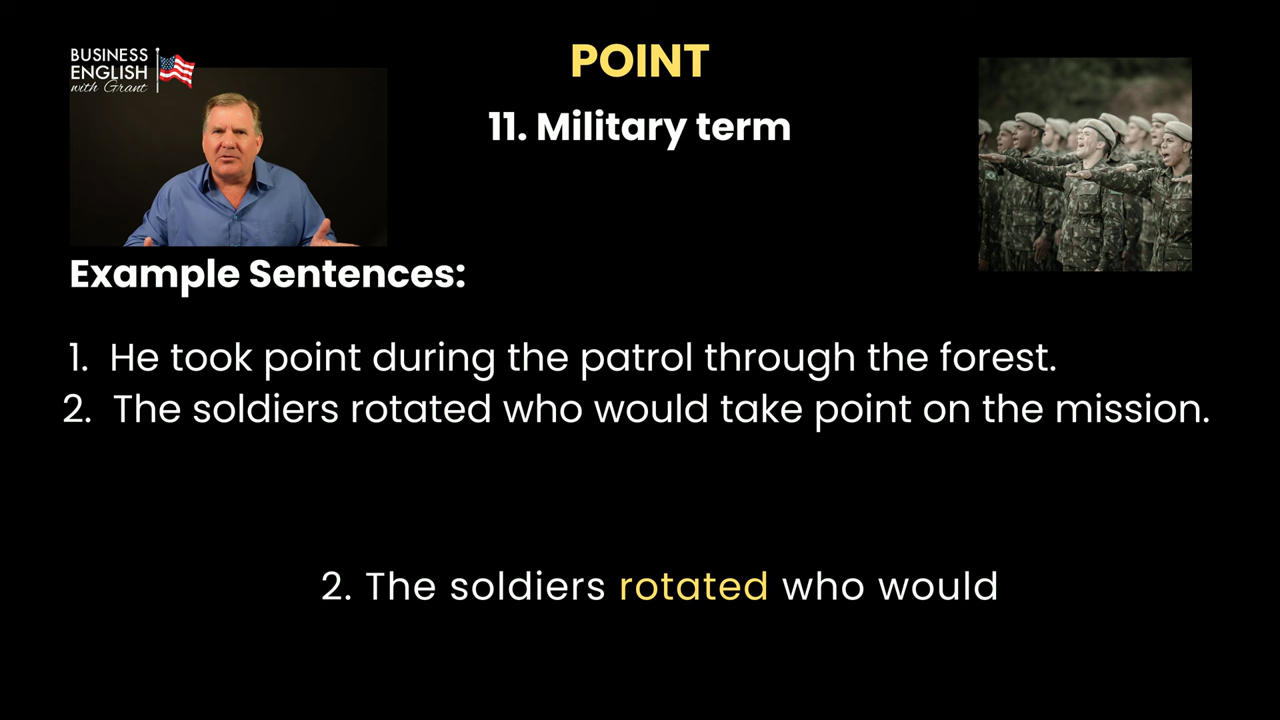 BUSINESS
ENGLISH
with Grant
POINT
11. Military term
Example Sentences:
1. He took point during the patrol through the forest.
2. The soldiers rotated who would take point on the mission.
2. The soldiers rotated who would